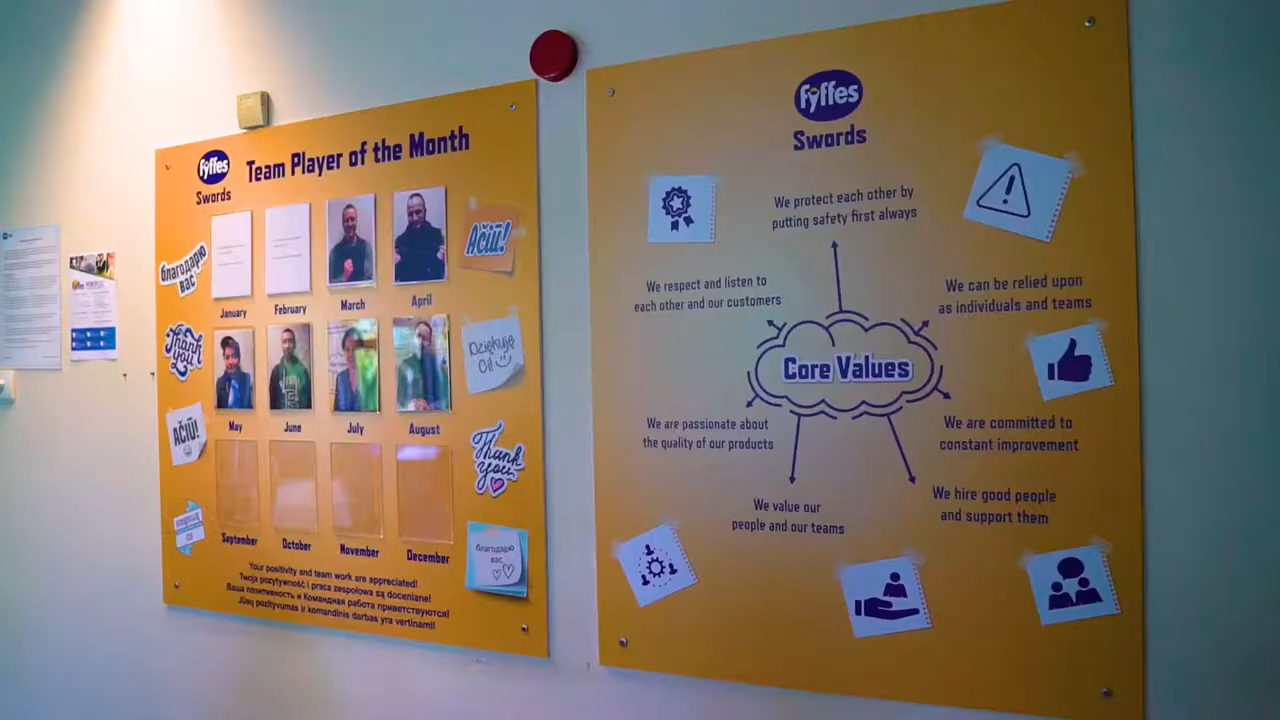 fyffes
Swords
Team Player of the Month
благодарю
вас
Thank
you
AČIŪ!
AČIŪ!
Dziękuję
Ci!
Thank
you
благодарю
вас
January
February
March
April
May
June
July
August
September
October
November
December
Your positivity and team work are appreciated!
Twoja pozytywność i praca zespołowa są doceniane!
Ваша позитивность и Командная работа приветствуются!
Jūsų pozityvumas ir komandinis darbas yra vertinami!
fyffes
Swords
We protect each other by
putting safety first always
We respect and listen to
each other and our customers
We can be relied upon
as individuals and teams
Core Values
We are passionate about
the quality of our products
We are committed to
constant improvement
We value our
people and our teams
We hire good people
and support them